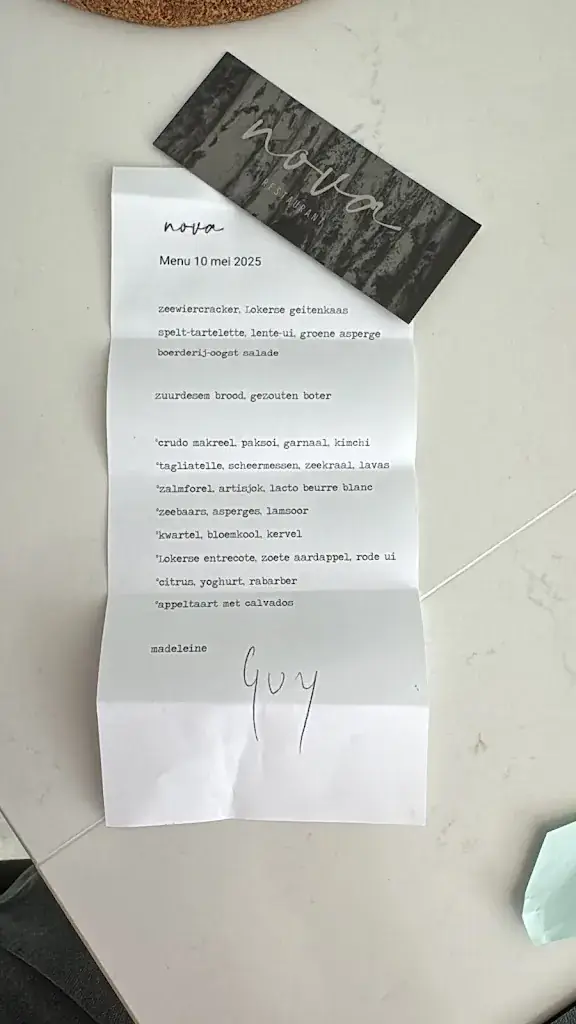 nova
RESTAURANT
nova
Menu 10 mei 2025
zeewiercracker, Lokerse geitenkaas
spelt-tartelette, lente-ui, groene asperge
boerderij-oogst salade
zuurdesem brood, gezouten boter
*crudo makreel, paksoi, garnaal, kimchi
*tagliatelle, scheermessen, zeekraal, lavas
*zalmforel, artisjok, lacto beurre blanc
*zeebaars, asperges, lamsoor
*kwartel, bloemkool, kervel
*Lokerse entrecote, zoete aardappel, rode ui
*citrus, yoghurt, rabarber
*appeltaart met calvados
madeleine
Guy